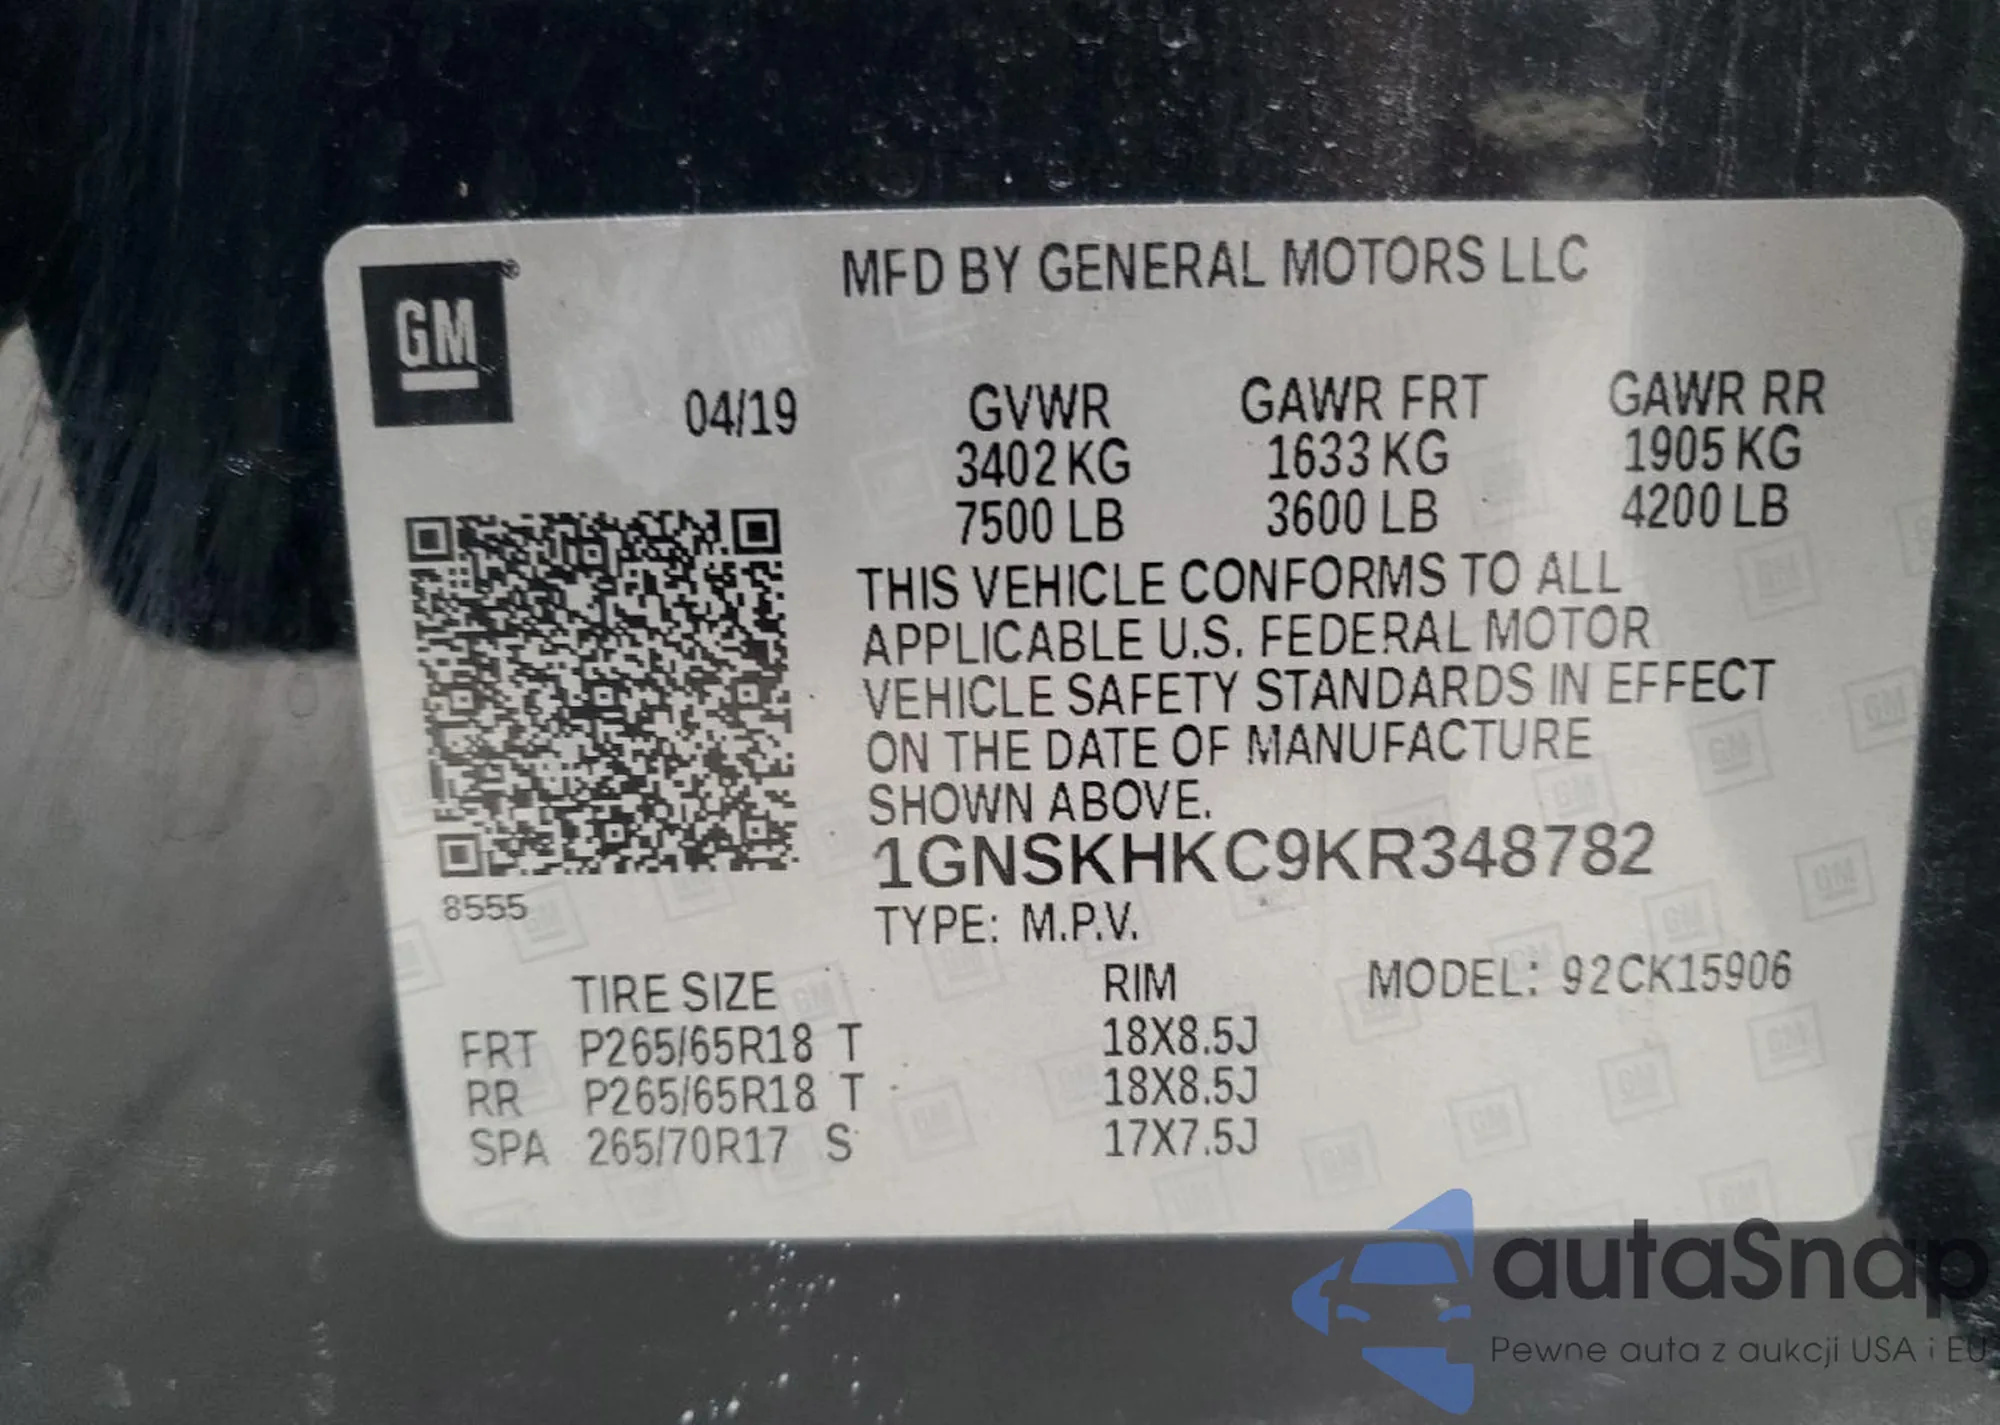 MFD BY GENERAL MOTORS LLC
GM®
04/19 GVWR GAWR FRT GAWR RR
3402 KG 1633 KG 1905 KG
7500 LB 3600 LB 4200 LB
THIS VEHICLE CONFORMS TO ALL
APPLICABLE U.S. FEDERAL MOTOR
VEHICLE SAFETY STANDARDS IN EFFECT
ON THE DATE OF MANUFACTURE
SHOWN ABOVE.
1GNSKHKC9KR348782
8555
TYPE: M.P.V.
TIRE SIZE RIM MODEL: 92CK15906
FRT P265/65R18 T 18X8.5J
RR P265/65R18 T 18X8.5J
SPA 265/70R17 S 17X7.5J
autaSnap
Pewne auta z aukcji USA i EU